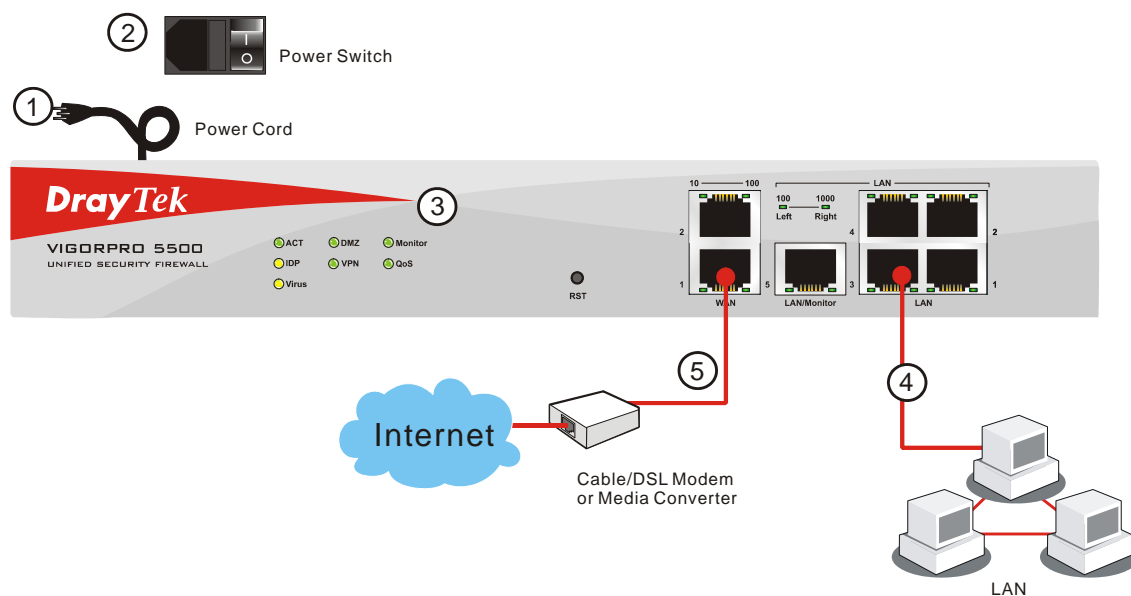 2
I
O
Power Switch
1
Power Cord
DrayTek
3
VIGORPRO 5500
UNIFIED SECURITY FIREWALL
ACT DMZ Monitor
IDP VPN QoS
Virus
RST
10 100
LAN
100 1000
Left Right
2 4 2
1 5 3 1
WAN LAN/Monitor LAN
5
4
Internet
Cable/DSL Modem
or Media Converter
LAN